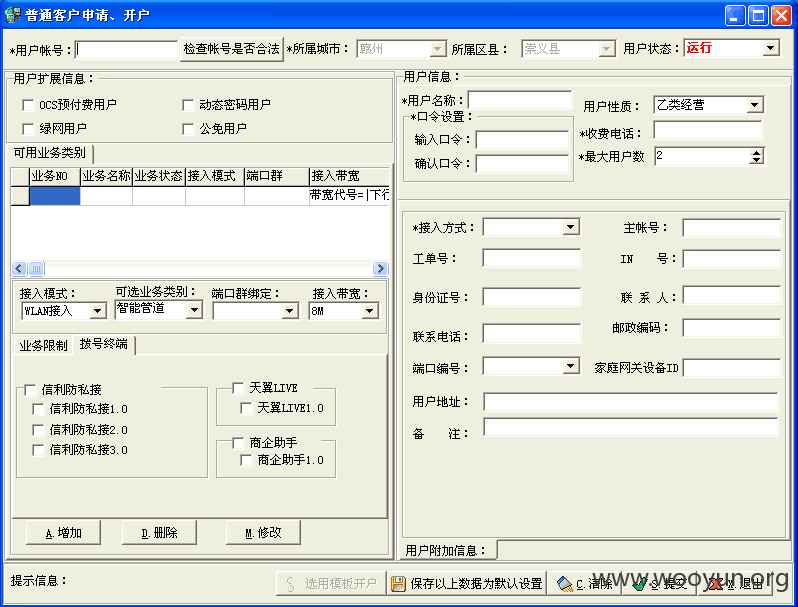 普通客户申请、开户
*用户帐号： 检查帐号是否合法 *所属城市： 赣州 所属区县： 崇义县 用户状态： 运行
用户扩展信息：
OCS预付费用户 动态密码用户
绿网用户 公免用户
可用业务类别
业务NO 业务名称 业务状态 接入模式 端口群 接入带宽
带宽代号=|下行
接入模式： 可选业务类别： 端口群绑定： 接入带宽：
WLAN接入 智能管道 8M
业务限制 拨号终端
信利防私接
信利防私接1.0
信利防私接2.0
信利防私接3.0
天翼LIVE
天翼LIVE1.0
商企助手
商企助手1.0
A.增加 D.删除 M.修改
用户信息：
*用户名称： 用户性质： 乙类经营
*口令设置： *收费电话：
输入口令： *最大用户数 2
确认口令：
*接入方式： 主帐号：
工单号： IN 号：
身份证号： 联 系 人：
联系电话： 邮政编码：
端口编号： 家庭网关设备ID
用户地址：
备 注：
用户附加信息：
提示信息： 选用模板开户 保存以上数据为默认设置 C.清除 S.提交 X.退出
www.wooyun.org